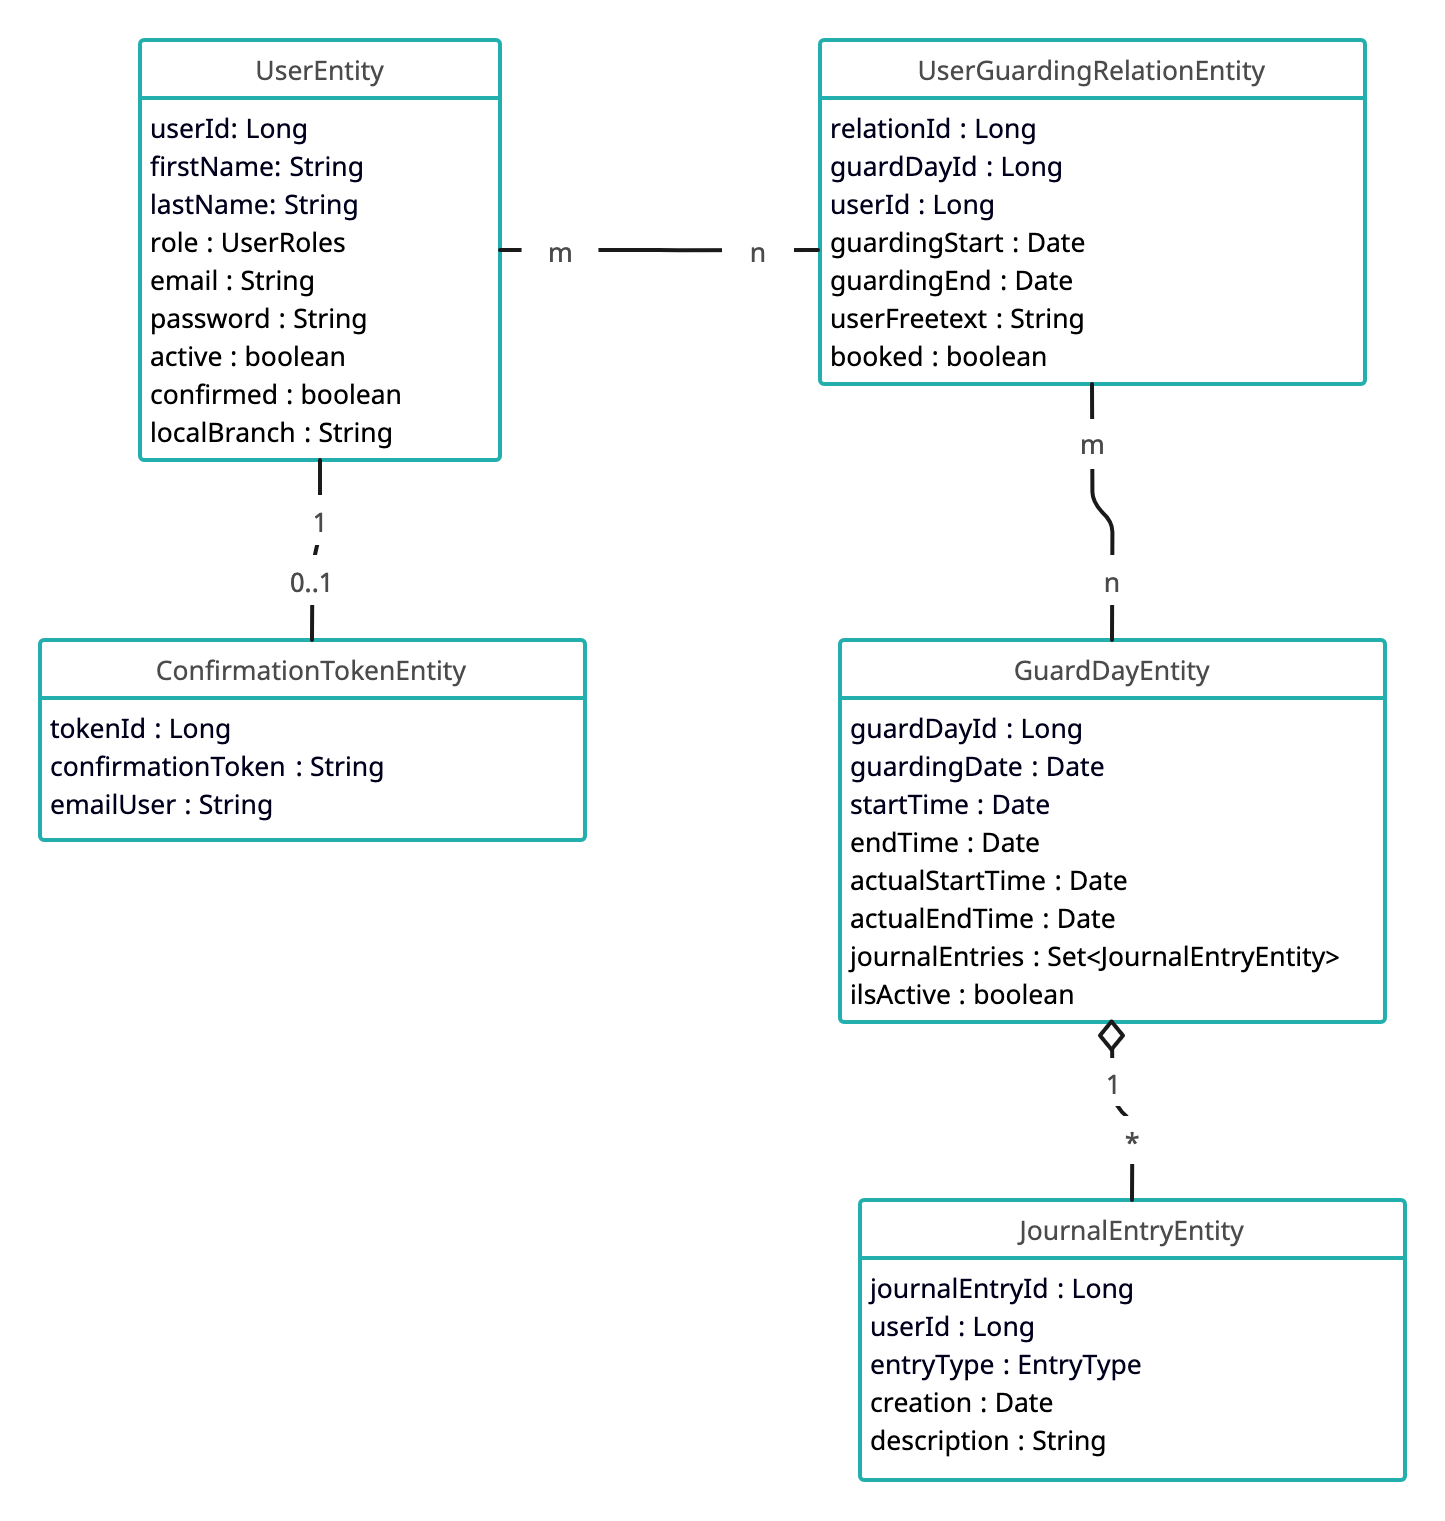 UserEntity
userId: Long
firstName: String
lastName: String
role : UserRoles
email : String
password : String
active : boolean
confirmed : boolean
localBranch : String
m
n
UserGuardingRelationEntity
relationId : Long
guardDayId : Long
userId : Long
guardingStart : Date
guardingEnd : Date
userFreetext : String
booked : boolean
1
0..1
m
n
ConfirmationTokenEntity
tokenId : Long
confirmationToken : String
emailUser : String
GuardDayEntity
guardDayId : Long
guardingDate : Date
startTime : Date
endTime : Date
actualStartTime : Date
actualEndTime : Date
journalEntries : Set<JournalEntryEntity>
ilsActive : boolean
1
*
JournalEntryEntity
journalEntryId : Long
userId : Long
entryType : EntryType
creation : Date
description : String